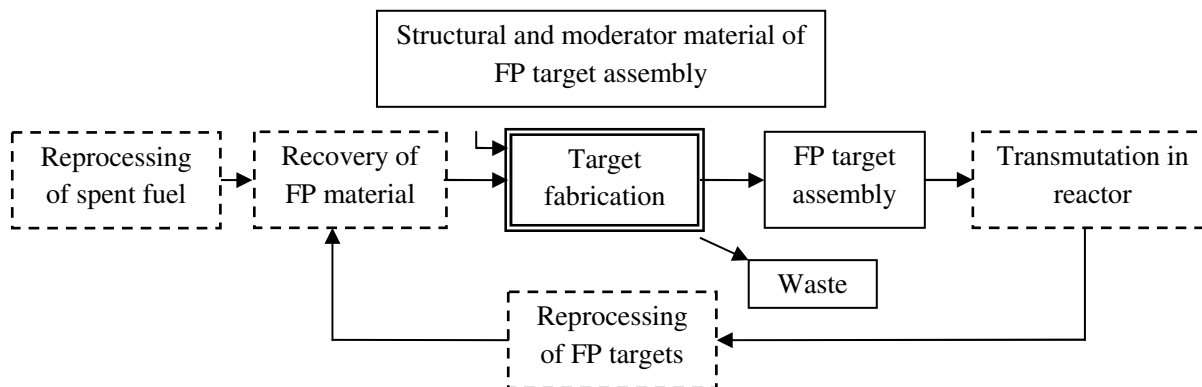 Structural and moderator material of
FP target assembly
Reprocessing
of spent fuel
Recovery of
FP material
Target
fabrication
FP target
assembly
Transmutation in
reactor
Waste
Reprocessing
of FP targets